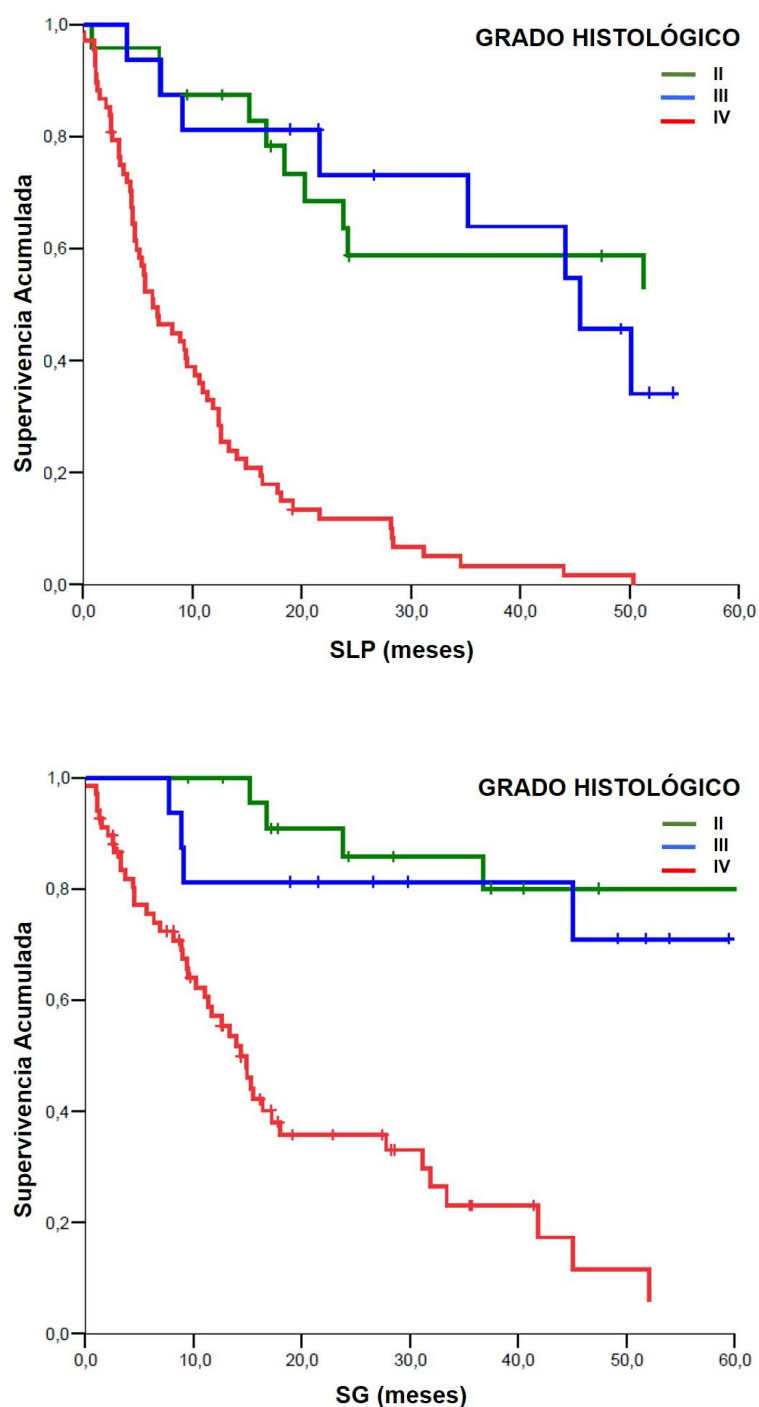 1,0
GRADO HISTOLÓGICO
II
III
IV
0,8
0,6
0,4
0,2
0,0
Supervivencia Acumulada
0,0 10,0 20,0 30,0 40,0 50,0 60,0
SLP (meses)
1,0
GRADO HISTOLÓGICO
II
III
IV
0,8
0,6
0,4
0,2
0,0
Supervivencia Acumulada
0,0 10,0 20,0 30,0 40,0 50,0 60,0
SG (meses)